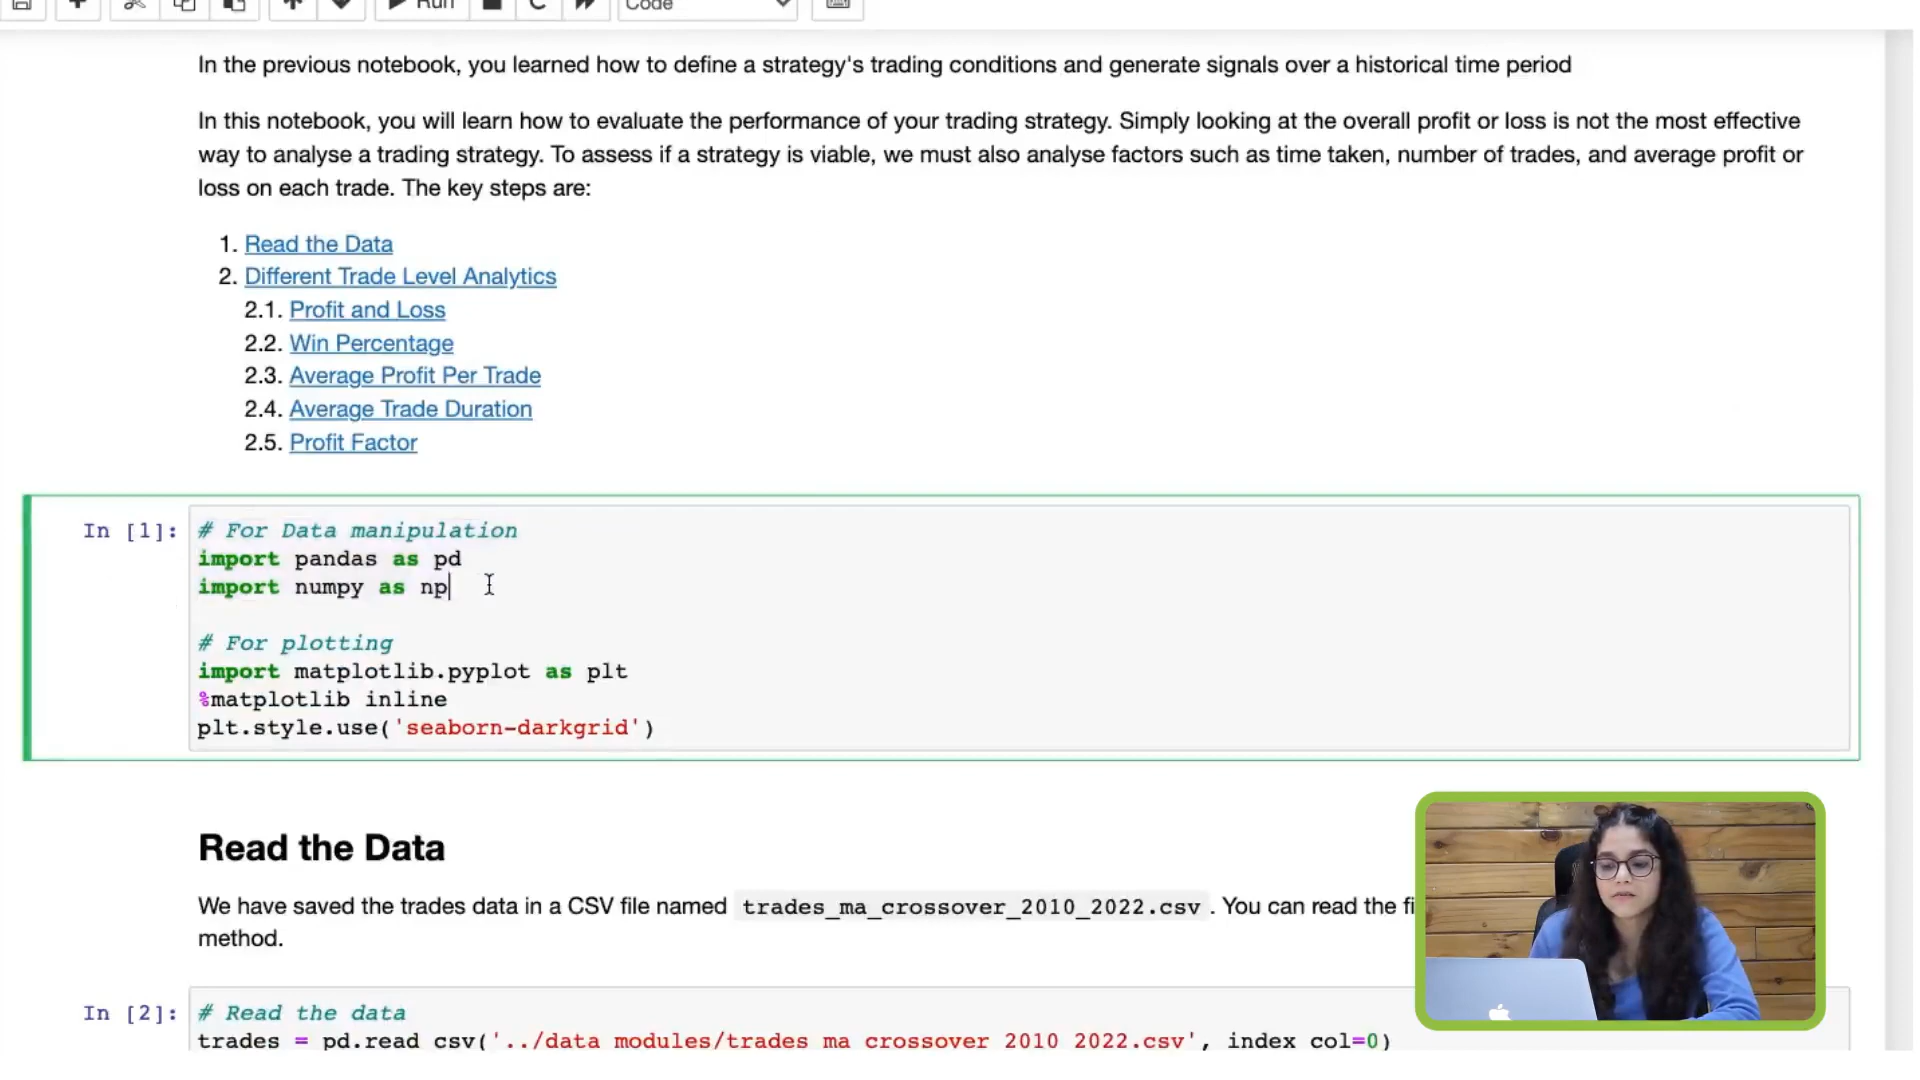 Run
Code
In the previous notebook, you learned how to define a strategy's trading conditions and generate signals over a historical time period
In this notebook, you will learn how to evaluate the performance of your trading strategy. Simply looking at the overall profit or loss is not the most effective
way to analyse a trading strategy. To assess if a strategy is viable, we must also analyse factors such as time taken, number of trades, and average profit or
loss on each trade. The key steps are:
1. Read the Data
2. Different Trade Level Analytics
2.1. Profit and Loss
2.2. Win Percentage
2.3. Average Profit Per Trade
2.4. Average Trade Duration
2.5. Profit Factor
In [1]: # For Data manipulation
import pandas as pd
import numpy as np
# For plotting
import matplotlib.pyplot as plt
%matplotlib inline
plt.style.use('seaborn-darkgrid')
Read the Data
We have saved the trades data in a CSV file named trades_ma_crossover_2010_2022.csv . You can read the fi
method.
In [2]: # Read the data
trades = pd.read_csv('../data_modules/trades_ma_crossover_2010_2022.csv', index_col=0)